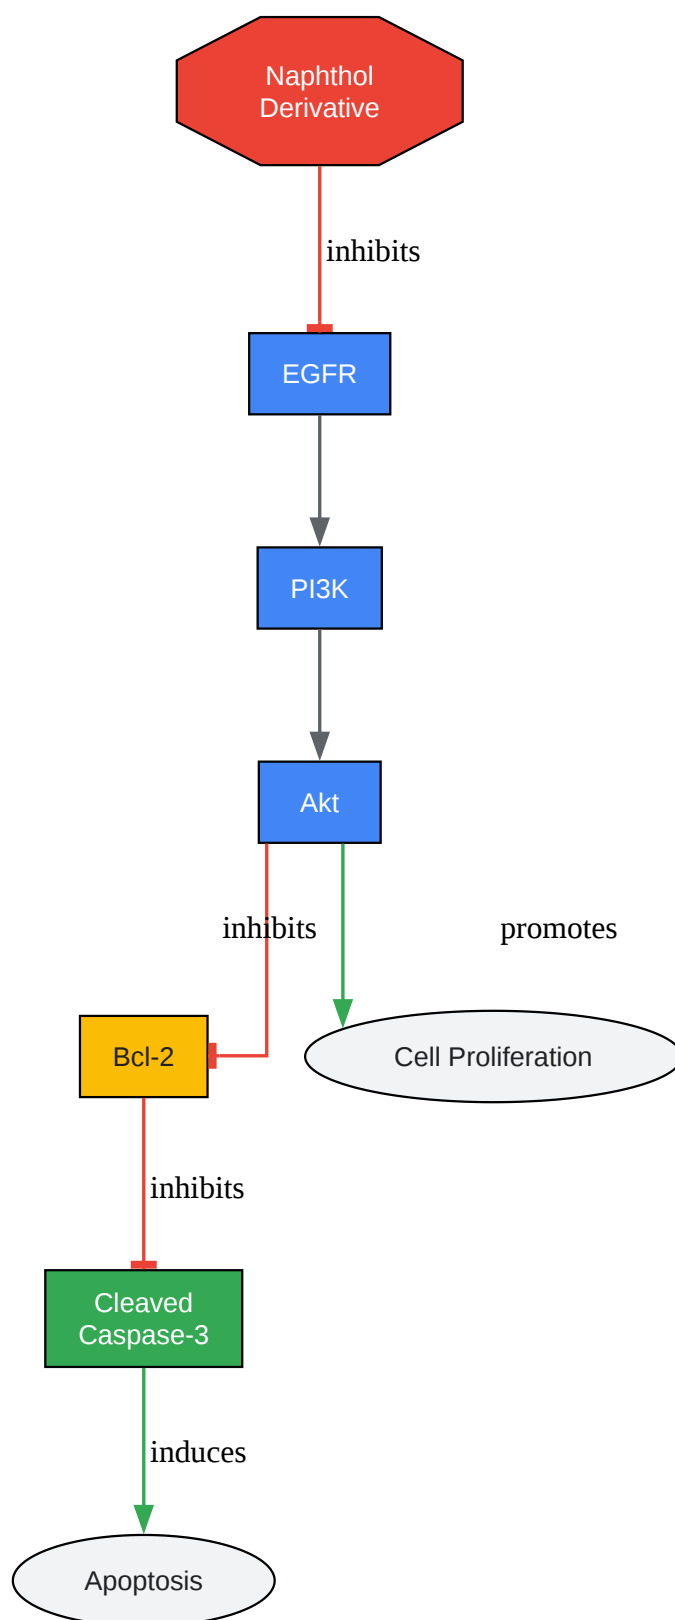 Naphthol
Derivative
inhibits
EGFR
PI3K
Akt
inhibits
promotes
Bcl-2
Cell Proliferation
inhibits
Cleaved
Caspase-3
induces
Apoptosis